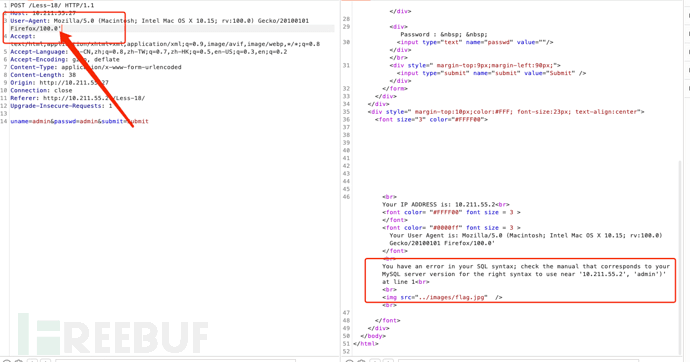 POST /Less-18/ HTTP/1.1
Host: 10.211.55.27
User-Agent: Mozilla/5.0 (Macintosh; Intel Mac OS X 10.15; rv:100.0) Gecko/20100101
Firefox/100.0'
Accept:
text/html,application/xhtml+xml,application/xml;q=0.9,image/avif,image/webp,*/*;q=0.8
Accept-Language: zh-CN,zh;q=0.8,zh-TW;q=0.7,zh-HK;q=0.5,en-US;q=0.3,en;q=0.2
Accept-Encoding: gzip, deflate
Content-Type: application/x-www-form-urlencoded
7 Content-Length: 38
8 Origin: http://10.211.55.27
9 Connection: close
10 Referer: http://10.211.55.27/Less-18/
11 Upgrade-Insecure-Requests: 1
12
13
14 uname=admin&passwd=admin&submit=Submit
</div>
28
29 <div>
Password : &nbsp; &nbsp;
30 <input type="text" name="passwd" value=""/>
</div>
</br>
31 <div style=" margin-top:9px;margin-left:90px;">
<input type="submit" name="submit" value="Submit" />
</div>
32 </form>
33 </div>
34 </div>
35 <div style=" margin-top:10px;color:#FFF; font-size:23px; text-align:center">
36 <font size="3" color="#FFFF00">
37
38
39
40
41
42
43
44
45
46 <br>
Your IP ADDRESS is: 10.211.55.2<br>
<font color= "#FFFF00" font size = 3 >
</font>
<font color= "#0000ff" font size = 3 >
Your User Agent is: Mozilla/5.0 (Macintosh; Intel Mac OS X 10.15; rv:100.0)
Gecko/20100101 Firefox/100.0'
</font>
<br>
You have an error in your SQL syntax; check the manual that corresponds to your
MySQL server version for the right syntax to use near '10.211.55.2', 'admin')'
at line 1<br>
<br>
<img src="../images/flag.jpg" />
<br>
47
48 </font>
49 </div>
50 </body>
51 </html>
52
FREEBUF